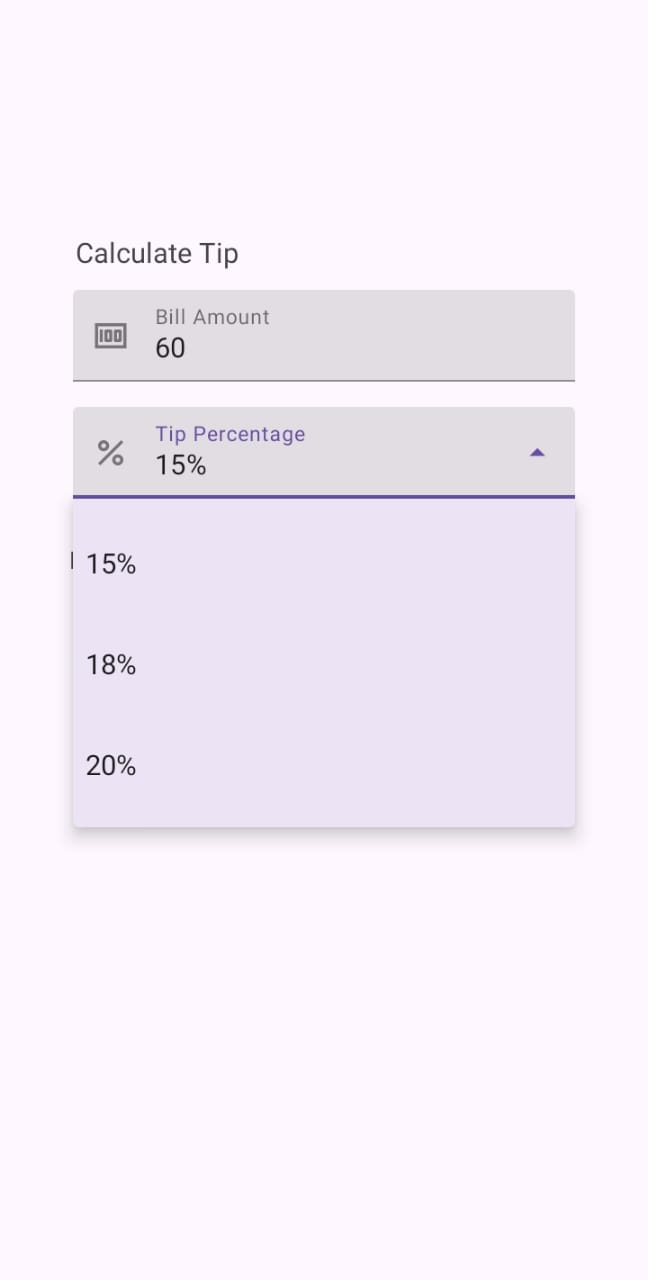 Calculate Tip
Bill Amount
60
Tip Percentage
15%
15%
18%
20%